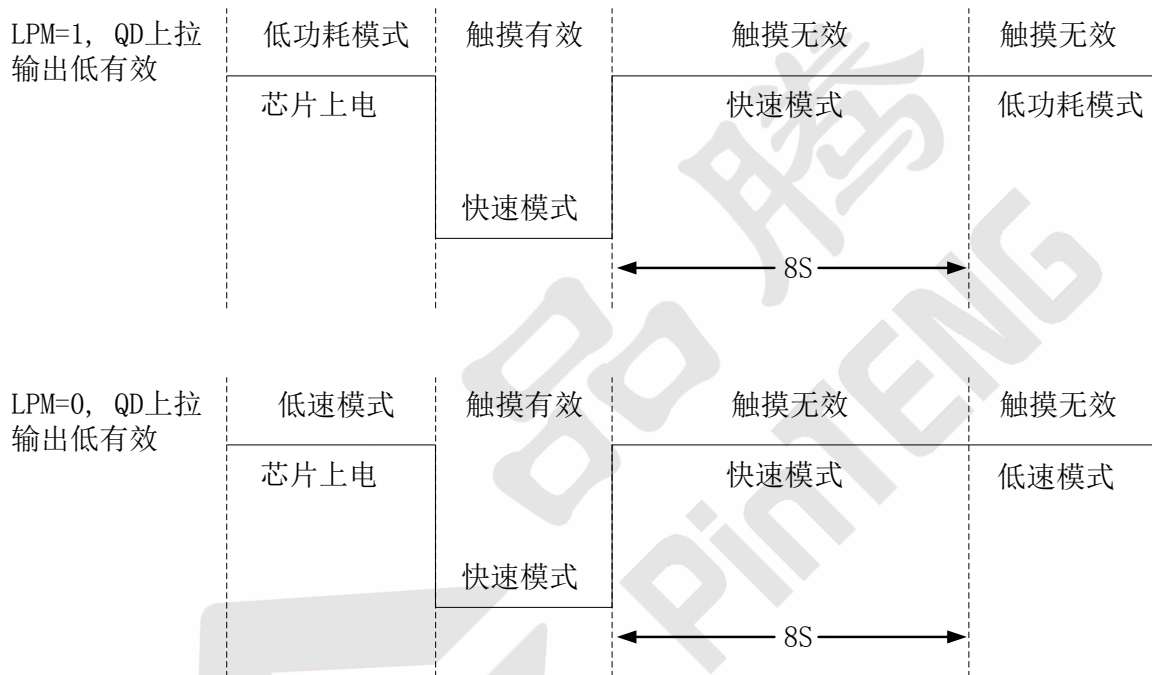 LPM=1, QD上拉
输出低有效
低功耗模式
触摸有效
触摸无效
触摸无效
芯片上电
快速模式
低功耗模式
快速模式
8S
LPM=0, QD上拉
输出低有效
低速模式
触摸有效
触摸无效
触摸无效
芯片上电
快速模式
低速模式
快速模式
8S
品腾
PinTENG